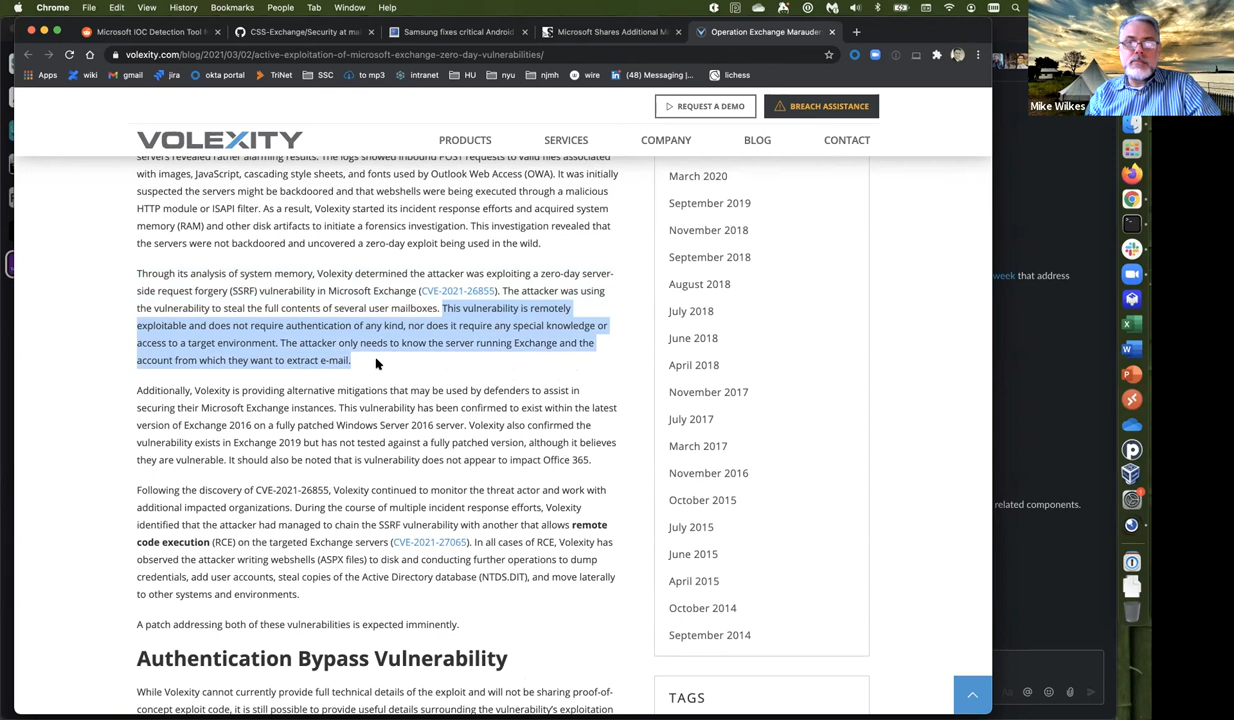 Chrome File Edit View History Bookmarks People Tab Window Help
Microsoft IOC Detection Tool f
CSS-Exchange/Security at ma
Samsung fixes critical Android
Microsoft Shares Additional M
Operation Exchange Marauder
volexity.com/blog/2021/03/02/active-exploitation-of-microsoft-exchange-zero-day-vulnerabilities/
Apps wiki gmail jira okta portal TriNet SSC to mp3 intranet HU nyu njmh wire (48) Messaging |... lichess
Mike Wilkes
REQUEST A DEMO
BREACH ASSISTANCE
VOLEXITY
PRODUCTS SERVICES COMPANY BLOG CONTACT
servers revealed rather alarming results. The logs showed inbound POST requests to valid files associated
with images, JavaScript, cascading style sheets, and fonts used by Outlook Web Access (OWA). It was initially
suspected the servers might be backdoored and that webshells were being executed through a malicious
HTTP module or ISAPI filter. As a result, Volexity started its incident response efforts and acquired system
memory (RAM) and other disk artifacts to initiate a forensics investigation. This investigation revealed that
the servers were not backdoored and uncovered a zero-day exploit being used in the wild.
Through its analysis of system memory, Volexity determined the attacker was exploiting a zero-day server-
side request forgery (SSRF) vulnerability in Microsoft Exchange (CVE-2021-26855). The attacker was using
the vulnerability to steal the full contents of several user mailboxes. This vulnerability is remotely
exploitable and does not require authentication of any kind, nor does it require any special knowledge or
access to a target environment. The attacker only needs to know the server running Exchange and the
account from which they want to extract e-mail.
Additionally, Volexity is providing alternative mitigations that may be used by defenders to assist in
securing their Microsoft Exchange instances. This vulnerability has been confirmed to exist within the latest
version of Exchange 2016 on a fully patched Windows Server 2016 server. Volexity also confirmed the
vulnerability exists in Exchange 2019 but has not tested against a fully patched version, although it believes
they are vulnerable. It should also be noted that is vulnerability does not appear to impact Office 365.
Following the discovery of CVE-2021-26855, Volexity continued to monitor the threat actor and work with
additional impacted organizations. During the course of multiple incident response efforts, Volexity
identified that the attacker had managed to chain the SSRF vulnerability with another that allows remote
code execution (RCE) on the targeted Exchange servers (CVE-2021-27065). In all cases of RCE, Volexity has
observed the attacker writing webshells (ASPX files) to disk and conducting further operations to dump
credentials, add user accounts, steal copies of the Active Directory database (NTDS.DIT), and move laterally
to other systems and environments.
A patch addressing both of these vulnerabilities is expected imminently.
Authentication Bypass Vulnerability
While Volexity cannot currently provide full technical details of the exploit and will not be sharing proof-of-
concept exploit code, it is still possible to provide useful details surrounding the vulnerability's exploitation
March 2020
September 2019
November 2018
September 2018
August 2018
July 2018
June 2018
April 2018
November 2017
July 2017
March 2017
November 2016
October 2015
July 2015
June 2015
April 2015
October 2014
September 2014
TAGS
week that address
related components.